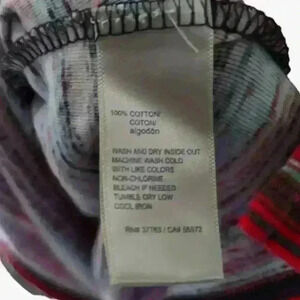 100% COTTON/
COTON/
algodón
WASH AND DRY INSIDE OUT
MACHINE WASH COLD
WITH LIKE COLORS
NON-CHLORINE
BLEACH IF NEEDED
TUMBLE DRY LOW
COOL IRON
RN# 37763 / CA#